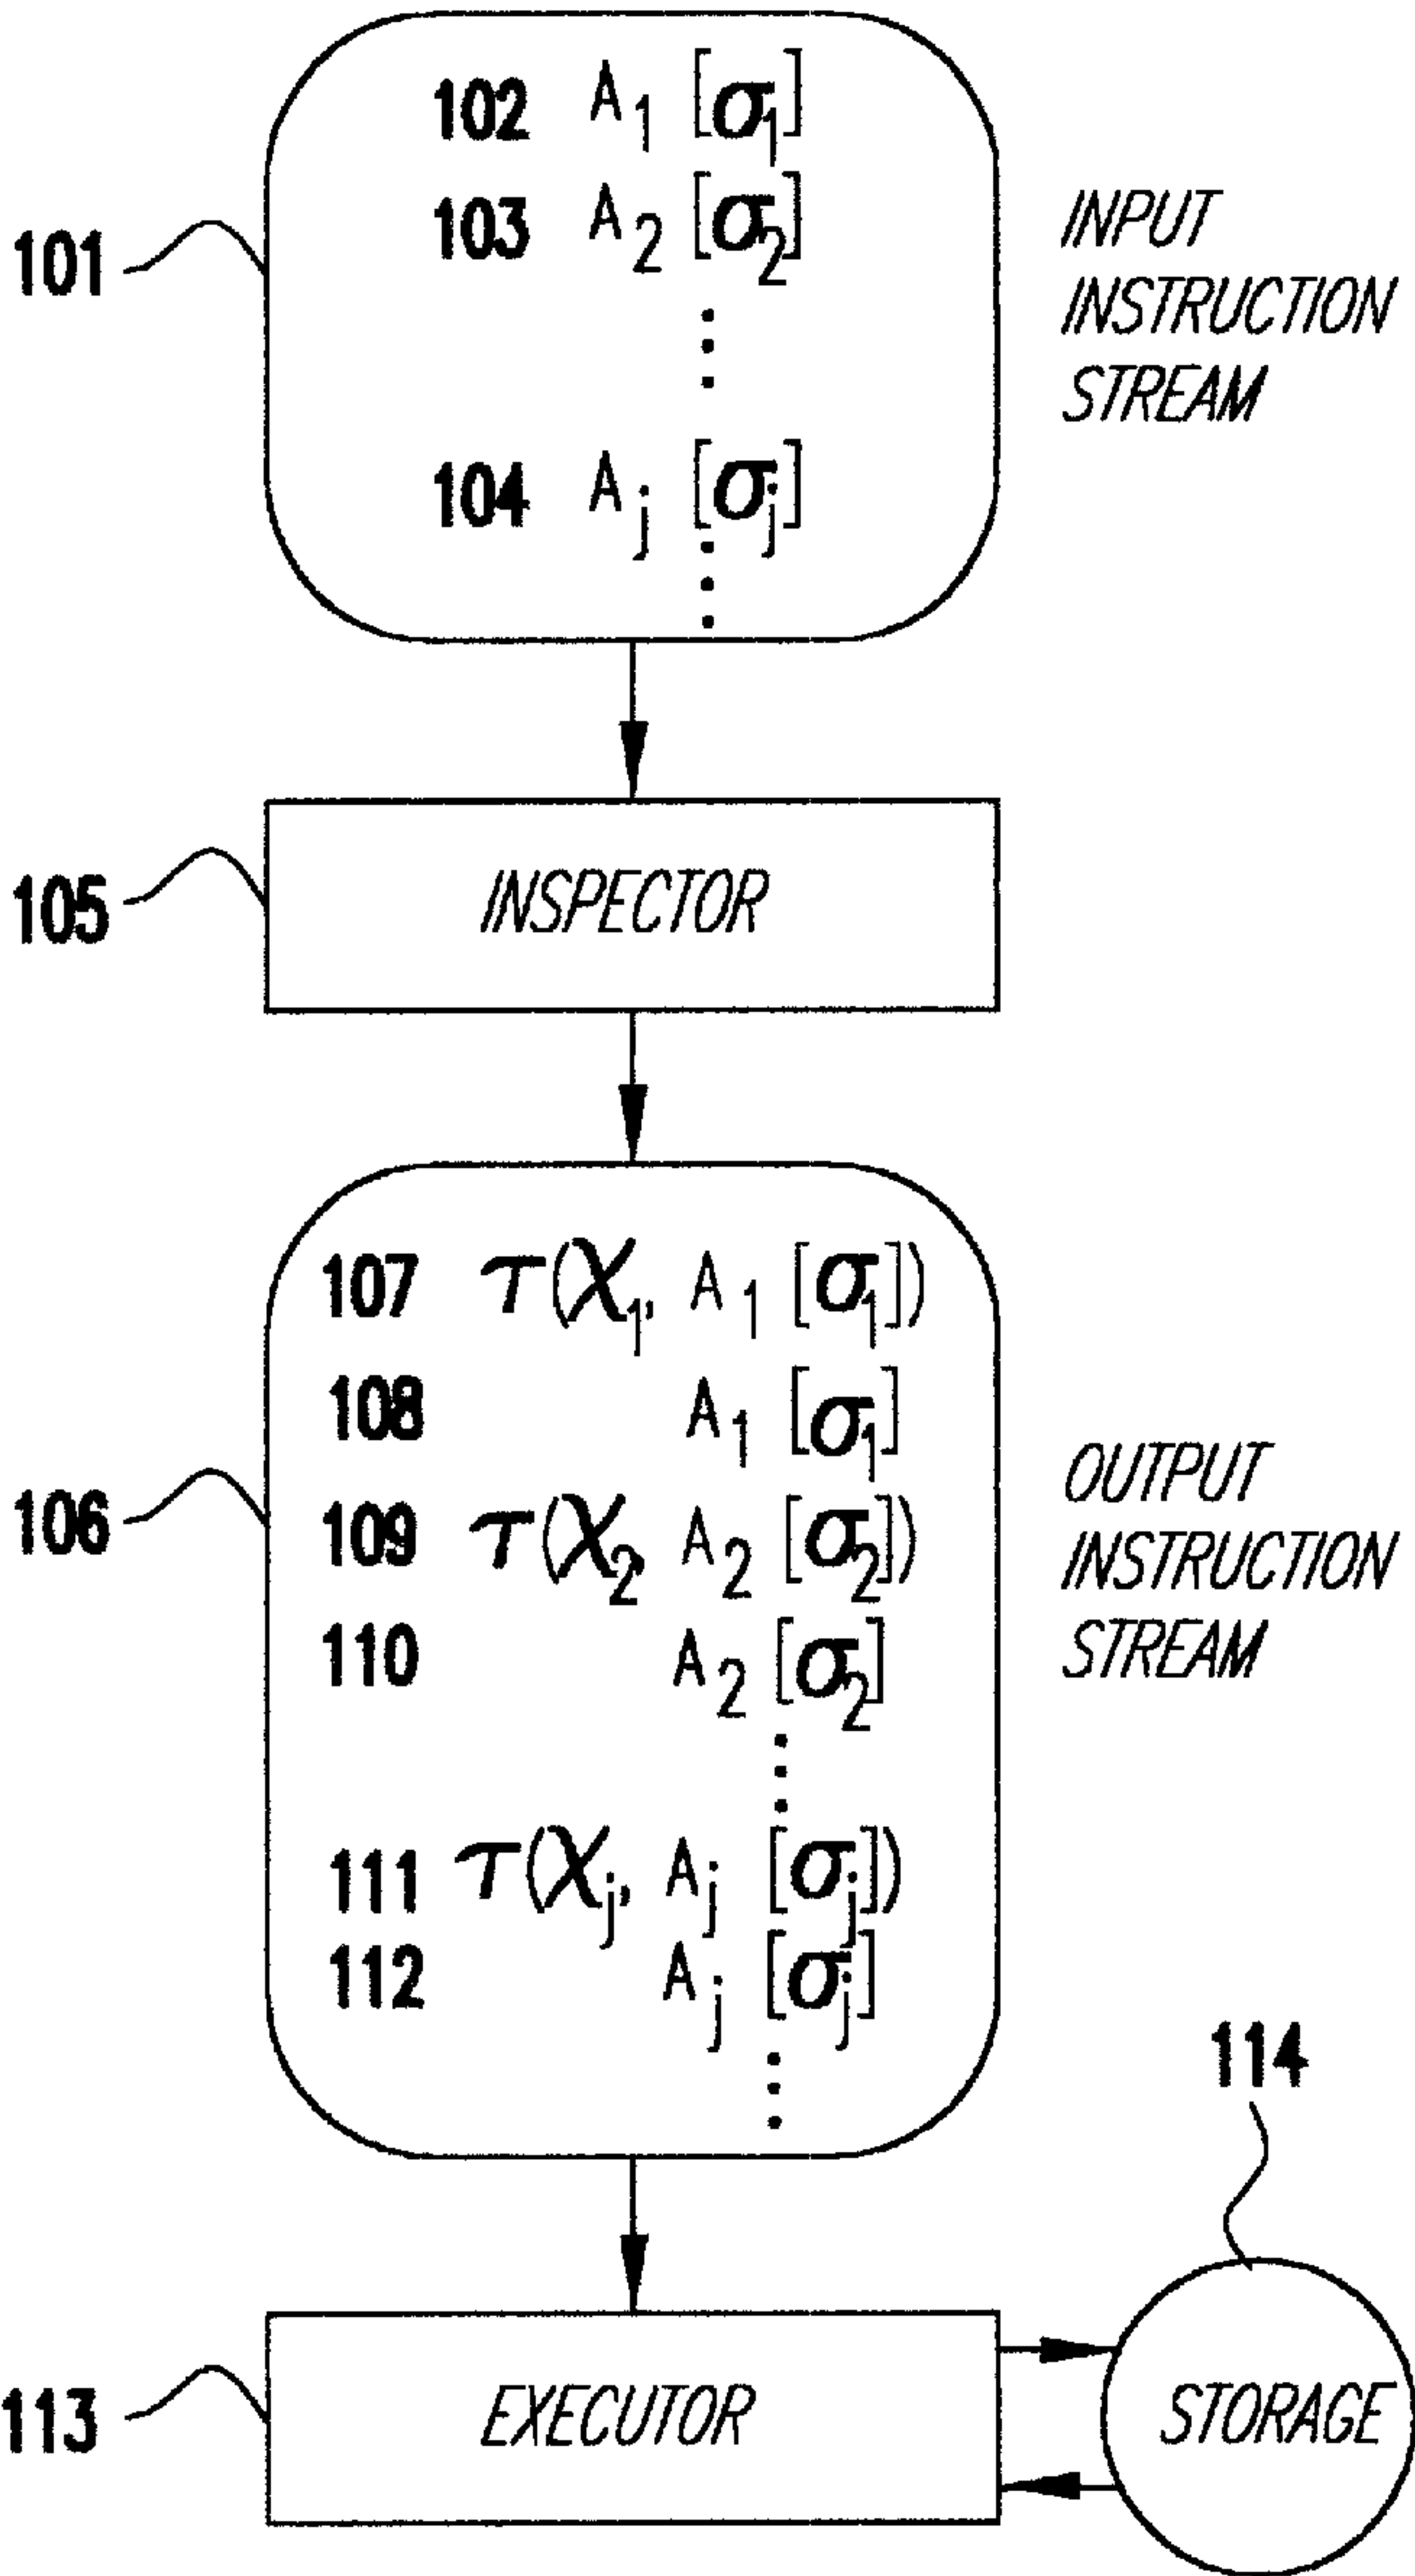 102 A₁ [σ₁]
103 A₂ [σ₂]
101
INPUT
INSTRUCTION
STREAM
104 Aⱼ [σⱼ]
105
INSPECTOR
107 τ(χ₁, A₁ [σ₁])
108 A₁ [σ₁]
106
109 τ(χ₂, A₂ [σ₂])
110 A₂ [σ₂]
OUTPUT
INSTRUCTION
STREAM
111 τ(χⱼ, Aⱼ [σⱼ])
112 Aⱼ [σⱼ]
114
113
EXECUTOR
STORAGE